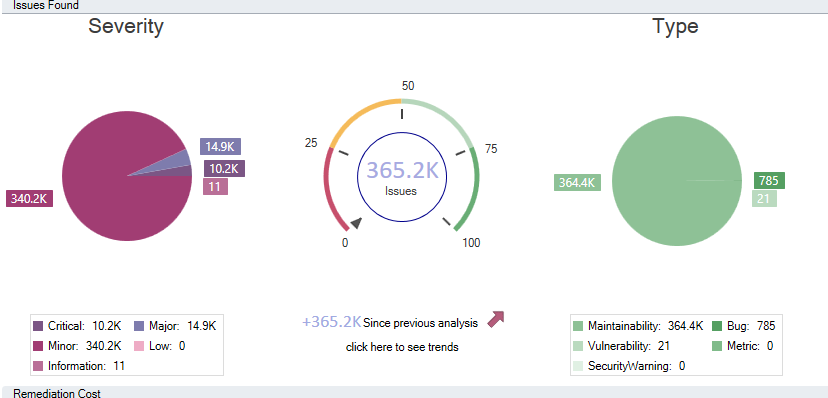 Issues Found
Severity
Type
14.9K
10.2K
11
340.2K
0
25
50
75
100
365.2K
Issues
364.4K
785
21
+365.2K Since previous analysis
click here to see trends
Critical: 10.2K Major: 14.9K
Minor: 340.2K Low: 0
Information: 11
Maintainability: 364.4K Bug: 785
Vulnerability: 21 Metric: 0
SecurityWarning: 0
Remediation Cost